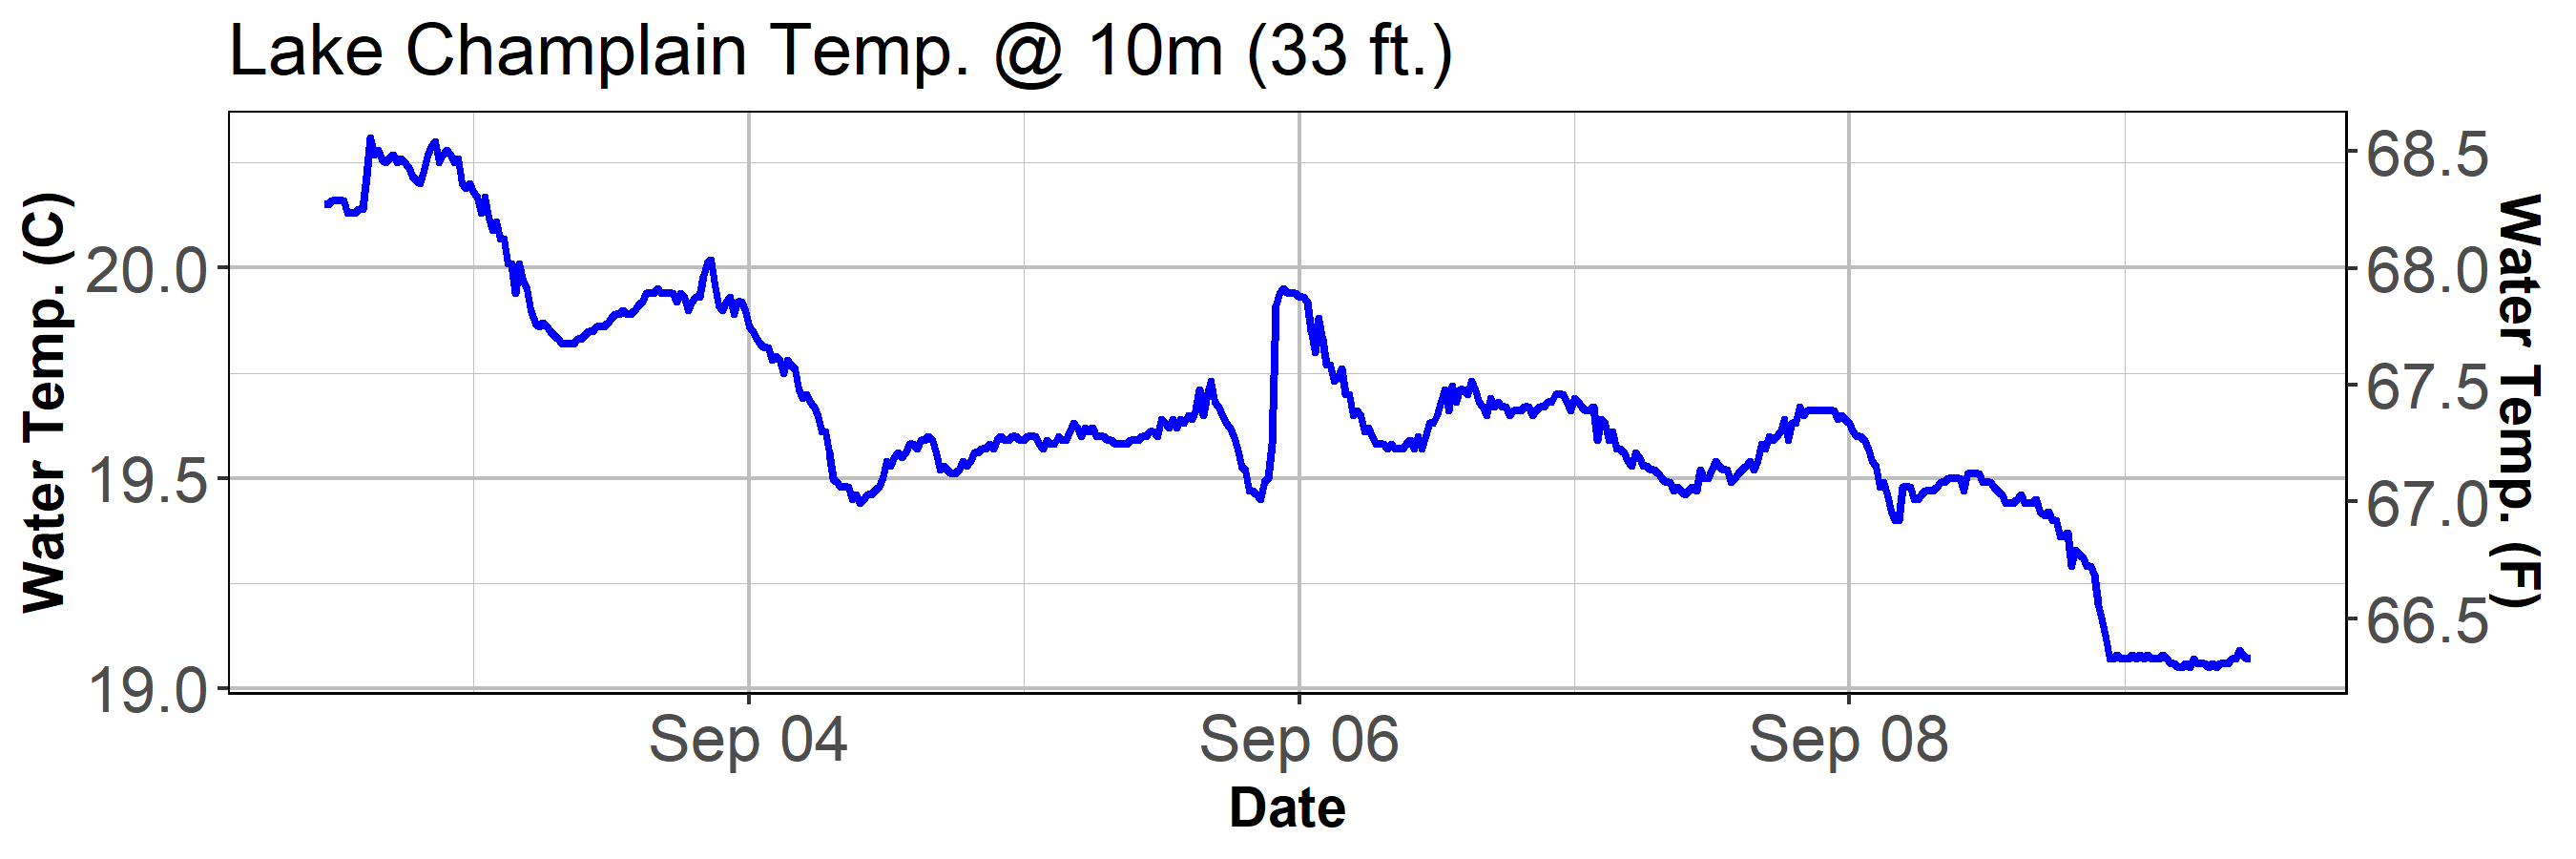 Lake Champlain Temp. @ 10m (33 ft.)
Water Temp. (C)
20.0
19.5
19.0
68.5
68.0
67.5
67.0
66.5
Water Temp. (F)
Sep 04
Sep 06
Sep 08
Date